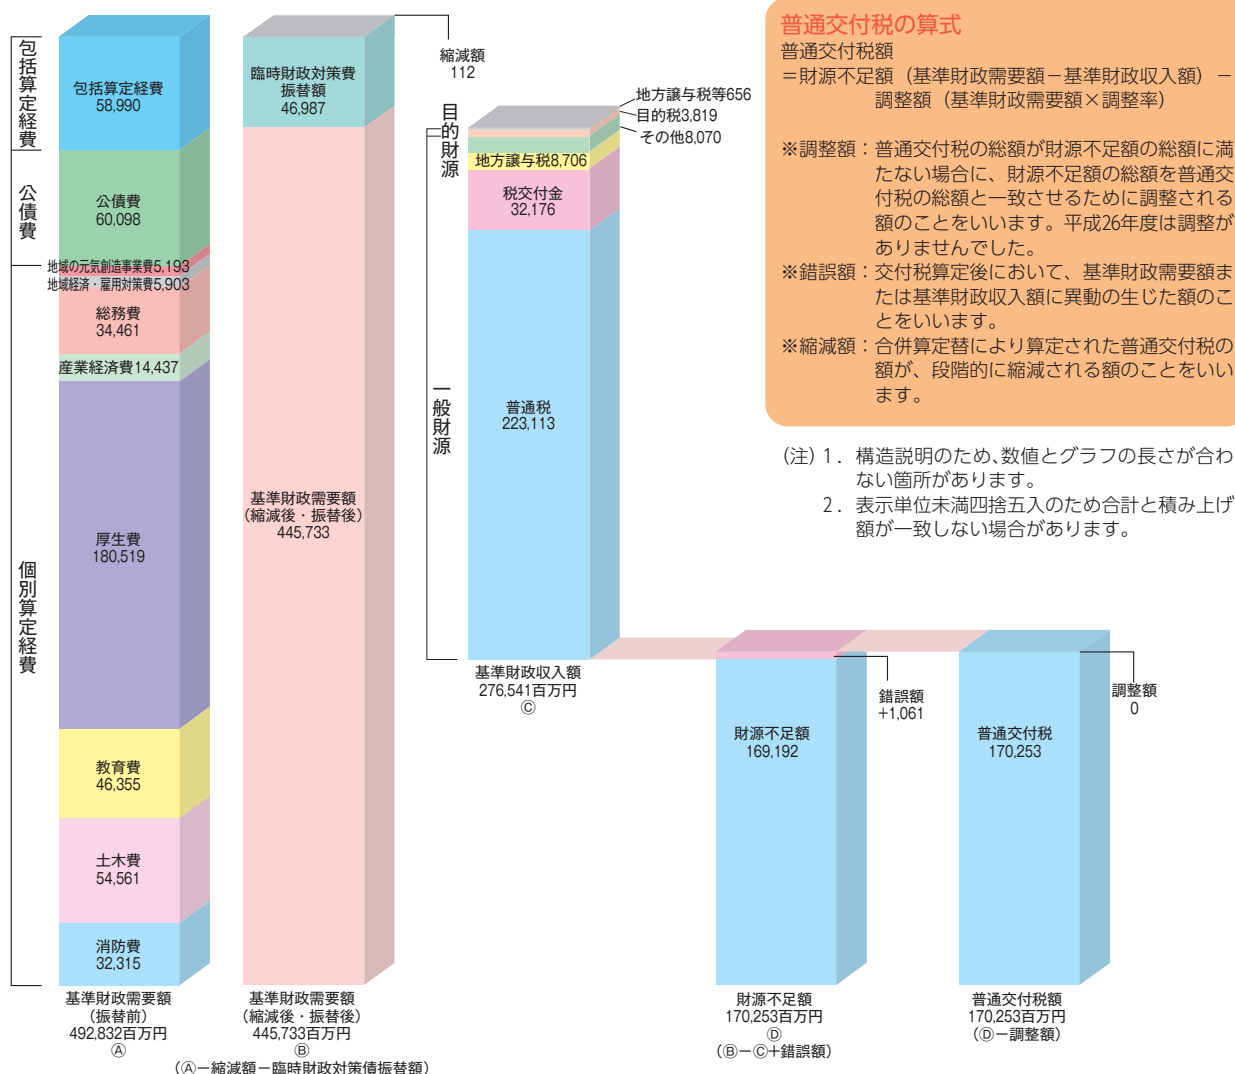 包括算定経費
公債費
個別算定経費
包括算定経費
58,990
公債費
60,098
地域の元気創造事業費5,193
地域経済・雇用対策費5,903
総務費
34,461
産業経済費14,437
厚生費
180,519
教育費
46,355
土木費
54,561
消防費
32,315
基準財政需要額
(振替前)
492,832百万円
Ⓐ
臨時財政対策費
振替額
46,987
縮減額
112
基準財政需要額
(縮減後・振替後)
445,733
基準財政需要額
(縮減後・振替後)
445,733百万円
Ⓑ
(Ⓐー縮減額ー臨時財政対策債振替額)
目的財源
一般財源
地方譲与税等656
目的税3,819
その他8,070
地方譲与税8,706
税交付金
32,176
普通税
223,113
基準財政収入額
276,541百万円
Ⓒ
錯誤額
+1,061
財源不足額
169,192
財源不足額
170,253百万円
Ⓓ
(ⒷーⒸ+錯誤額)
調整額
0
普通交付税
170,253
普通交付税額
170,253百万円
(Ⓓー調整額)
普通交付税の算式
普通交付税額
＝財源不足額（基準財政需要額－基準財政収入額）－
調整額（基準財政需要額×調整率）
※調整額：普通交付税の総額が財源不足額の総額に満
たない場合に、財源不足額の総額を普通交
付税の総額と一致させるために調整される
額のことをいいます。平成26年度は調整が
ありませんでした。
※錯誤額：交付税算定後において、基準財政需要額ま
たは基準財政収入額に異動の生じた額のこ
とをいいます。
※縮減額：合併算定替により算定された普通交付税の
額が、段階的に縮減される額のことをいい
ます。
(注) 1．構造説明のため、数値とグラフの長さが合わ
ない箇所があります。
2．表示単位未満四捨五入のため合計と積み上げ
額が一致しない場合があります。